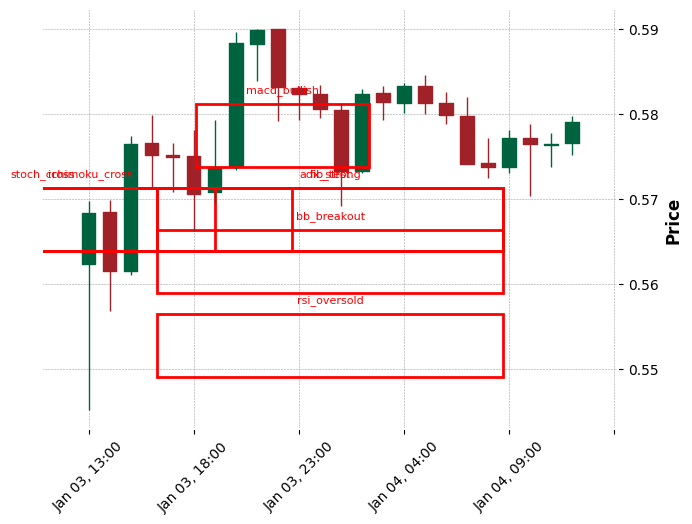 0.59
macd_bullish
0.58
stoch_cross
ichimoku_cross
adx_strong
0.57
bb_breakout
Price
0.56
rsi_oversold
0.55
Jan 03, 13:00
Jan 03, 18:00
Jan 03, 23:00
Jan 04, 04:00
Jan 04, 09:00